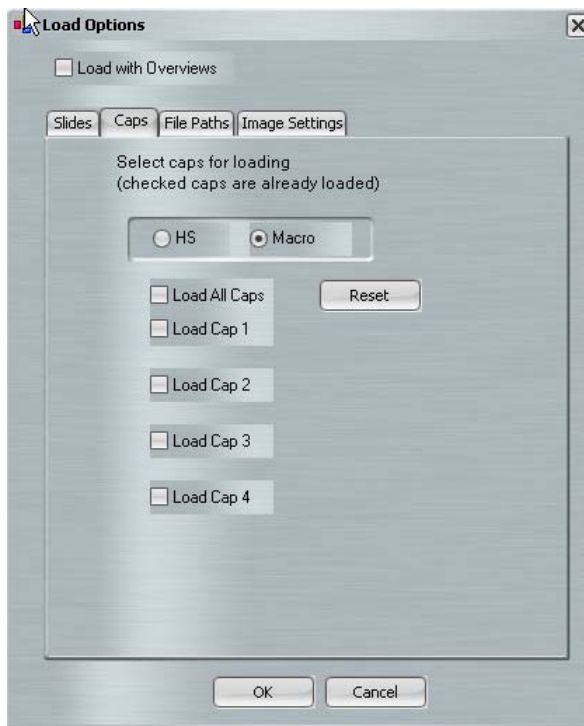 Load Options
Load with Overviews
Slides Caps File Paths Image Settings
Select caps for loading
(checked caps are already loaded)
HS Macro
Load All Caps Reset
Load Cap 1
Load Cap 2
Load Cap 3
Load Cap 4
OK Cancel